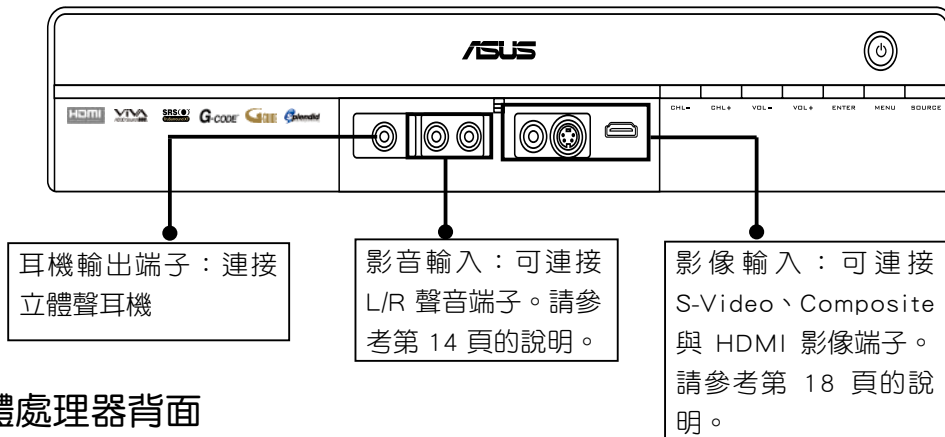 ASUS
HDMI VIVA SRS G-CODE Splendid
CHL- CHL+ VOL- VOL+ ENTER MENU SOURCE
耳機輸出端子：連接
立體聲耳機
影音輸入：可連接
L/R 聲音端子。請參
考第 14 頁的說明。
影像輸入：可連接
S-Video、Composite
與 HDMI 影像端子。
請參考第 18 頁的說
明。
體處理器背面